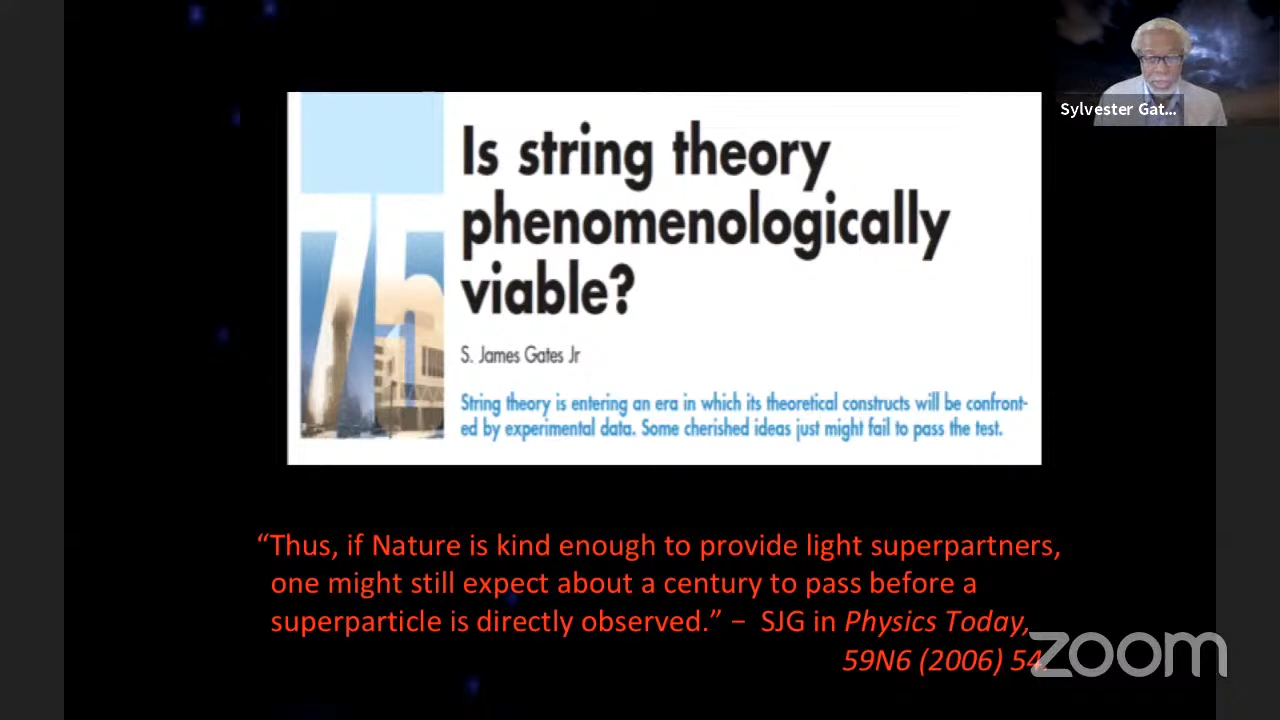 Sylvester Gat...
75
Is string theory
phenomenologically
viable?
S. James Gates Jr
String theory is entering an era in which its theoretical constructs will be confront-
ed by experimental data. Some cherished ideas just might fail to pass the test.
“Thus, if Nature is kind enough to provide light superpartners,
one might still expect about a century to pass before a
superparticle is directly observed.” − SJG in Physics Today,
59N6 (2006) 54.
zoom